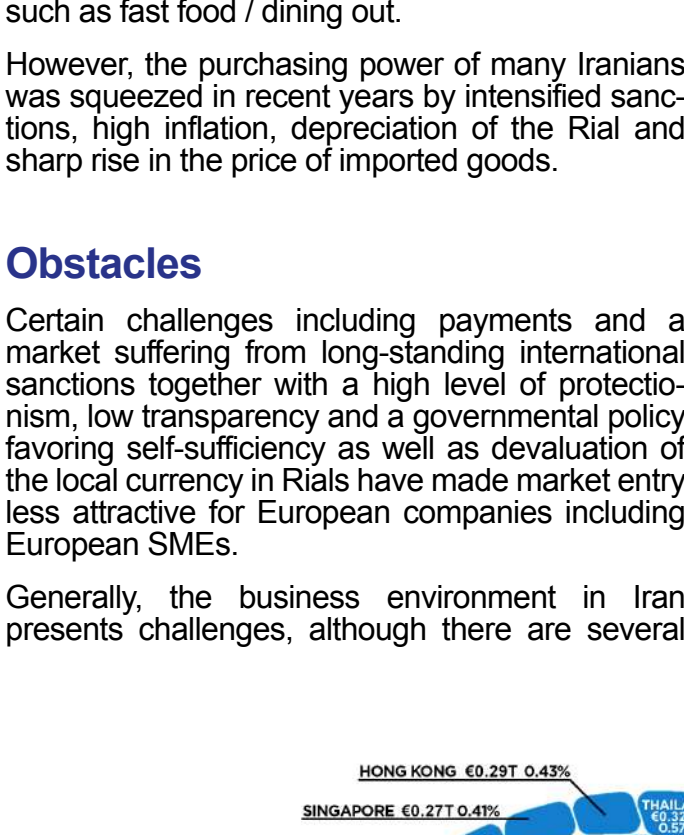 such as fast food / dining out.
However, the purchasing power of many Iranians
was squeezed in recent years by intensified sanc-
tions, high inflation, depreciation of the Rial and
sharp rise in the price of imported goods.
Obstacles
Certain challenges including payments and a
market suffering from long-standing international
sanctions together with a high level of protectio-
nism, low transparency and a governmental policy
favoring self-sufficiency as well as devaluation of
the local currency in Rials have made market entry
less attractive for European companies including
European SMEs.
Generally, the business environment in Iran
presents challenges, although there are several
HONG KONG €0.29T 0.43%
SINGAPORE €0.27T 0.41%